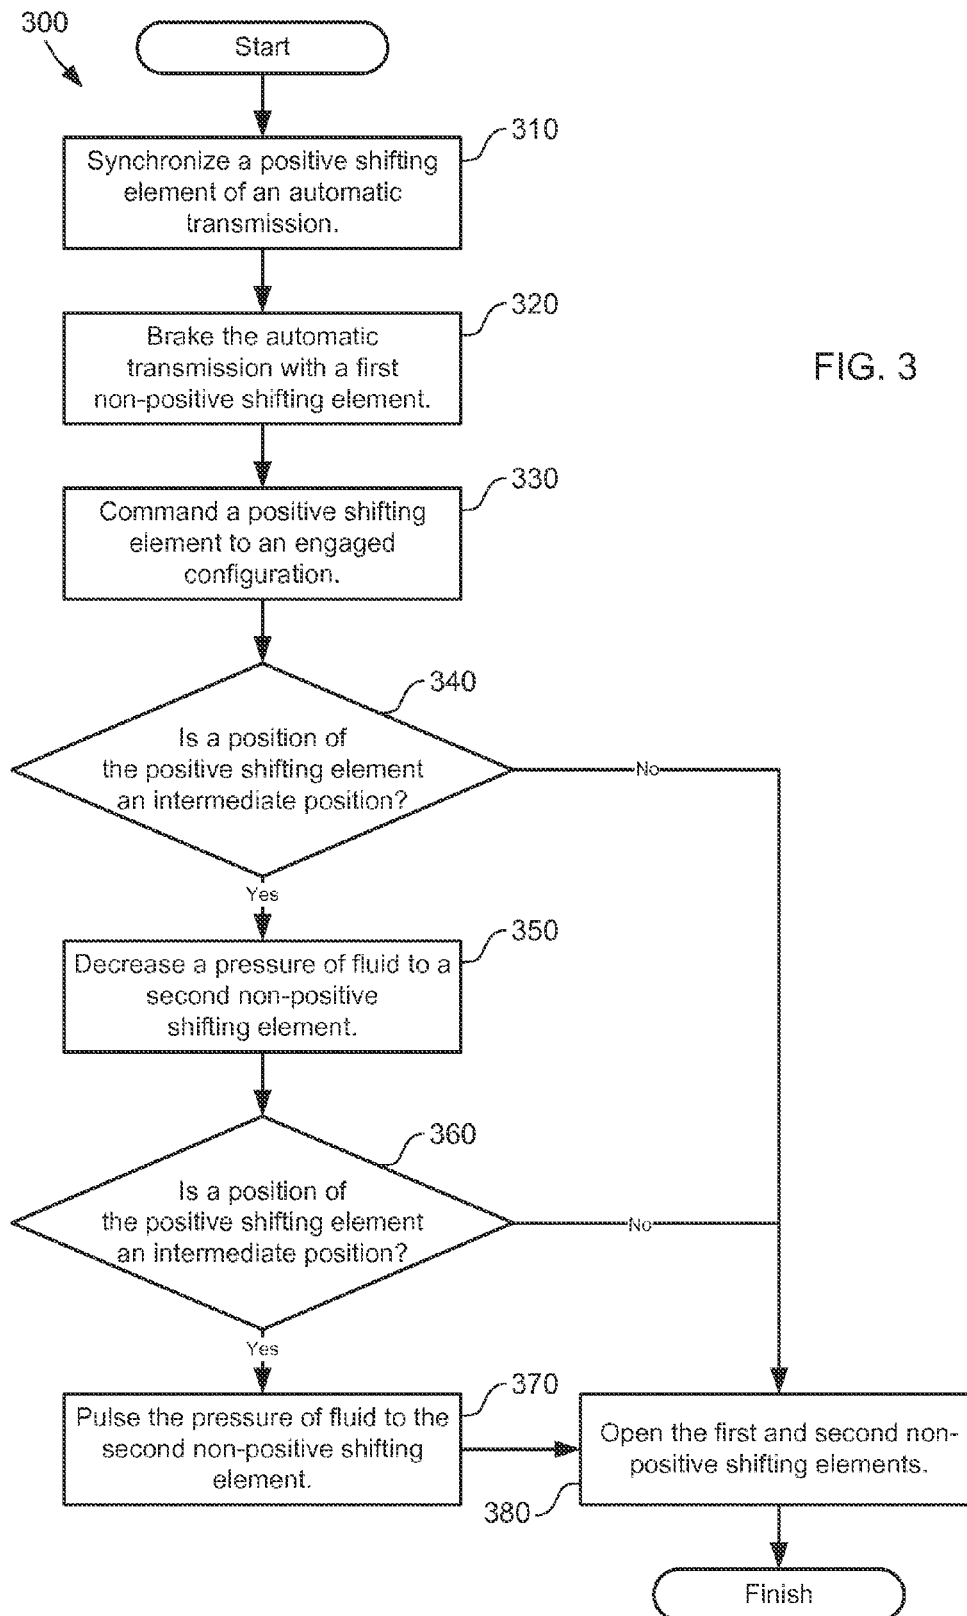 300
Start
310
Synchronize a positive shifting
element of an automatic
transmission.
320
Brake the automatic
transmission with a first
non-positive shifting element.
FIG. 3
330
Command a positive shifting
element to an engaged
configuration.
340
Is a position of
the positive shifting element
an intermediate position?
No
Yes
350
Decrease a pressure of fluid to a
second non-positive
shifting element.
360
Is a position of
the positive shifting element
an intermediate position?
No
Yes
370
Pulse the pressure of fluid to the
second non-positive shifting
element.
Open the first and second non-
positive shifting elements.
380
Finish